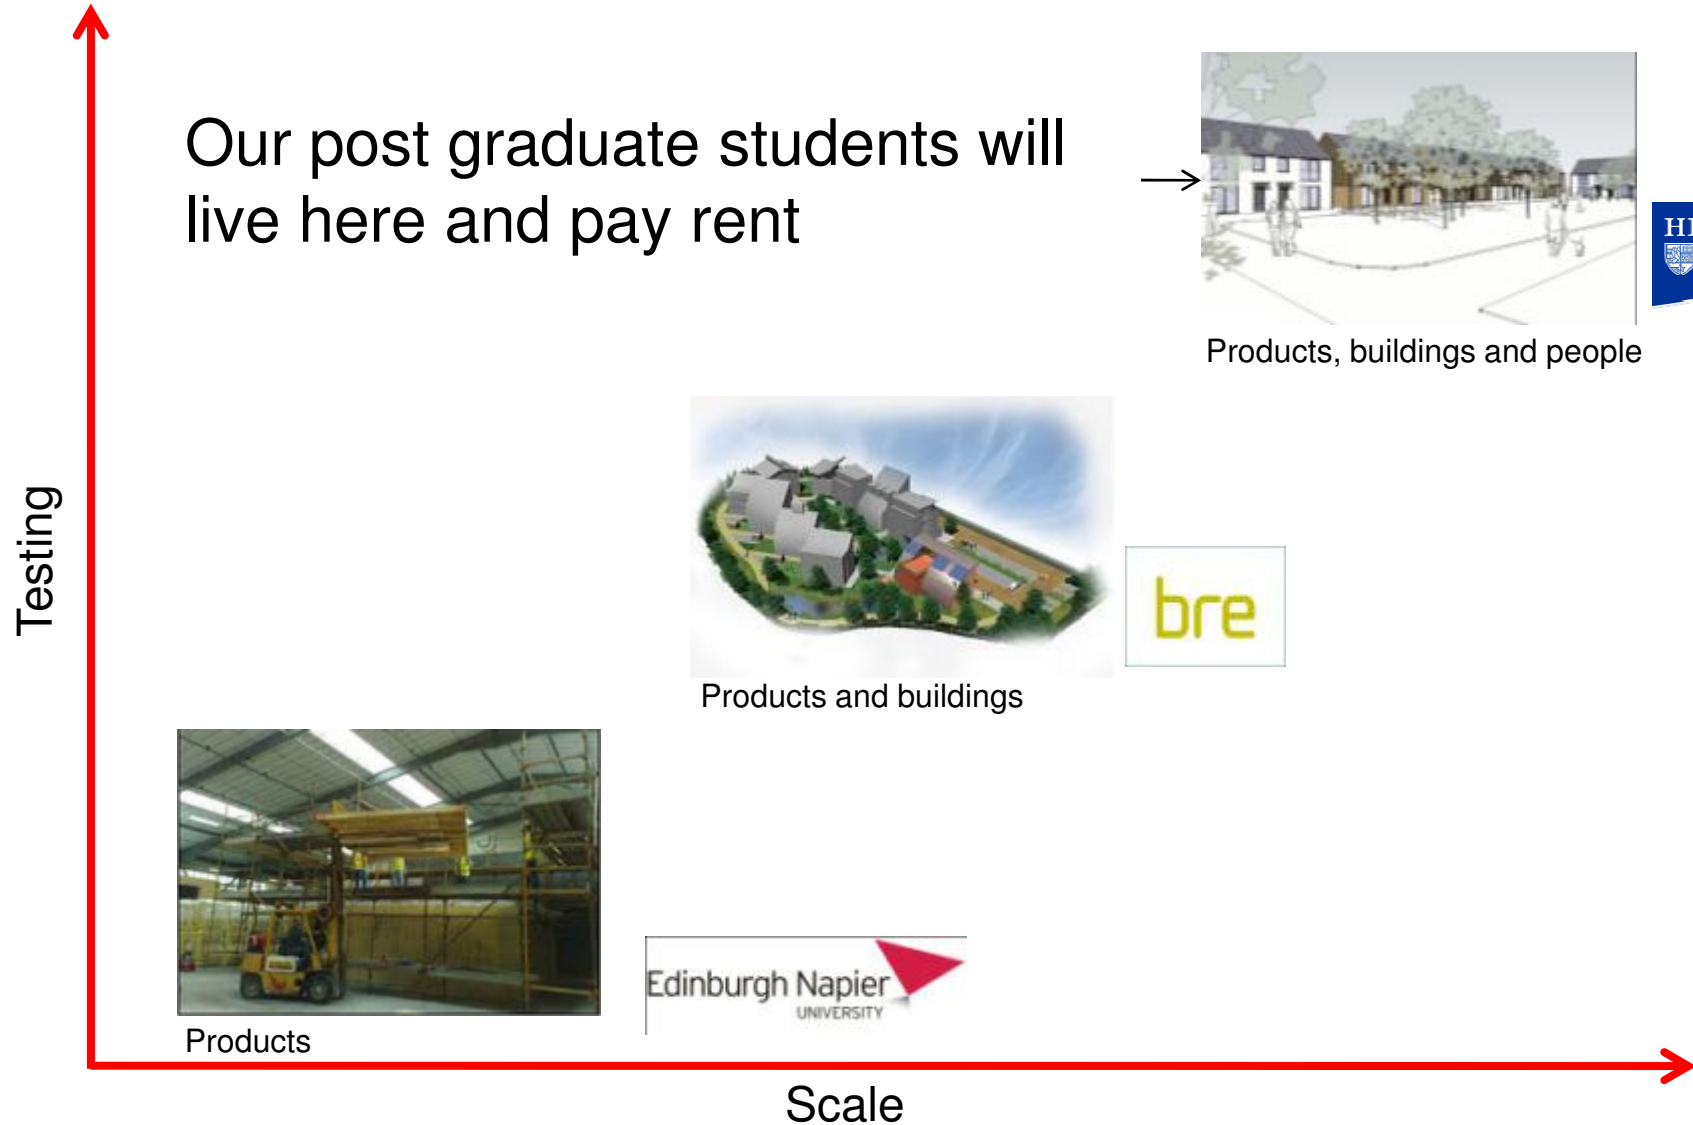 Our post graduate students will
live here and pay rent
Products, buildings and people
Testing
bre
Products and buildings
Edinburgh Napier
UNIVERSITY
Products
Scale